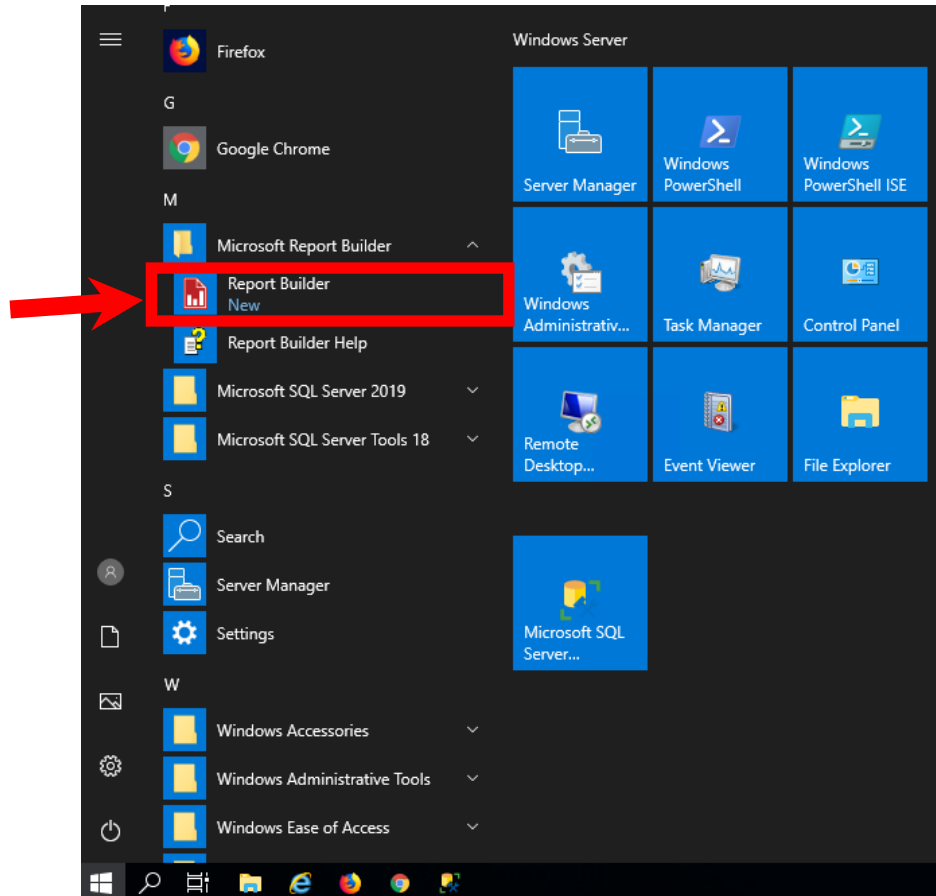 Firefox
G
Google Chrome
M
Microsoft Report Builder
Report Builder
New
Report Builder Help
Microsoft SQL Server 2019
Microsoft SQL Server Tools 18
S
Search
Server Manager
Settings
W
Windows Accessories
Windows Administrative Tools
Windows Ease of Access
Windows Server
Server Manager
Windows
PowerShell
Windows
PowerShell ISE
Windows
Administrativ...
Task Manager
Control Panel
Remote
Desktop...
Event Viewer
File Explorer
Microsoft SQL
Server...